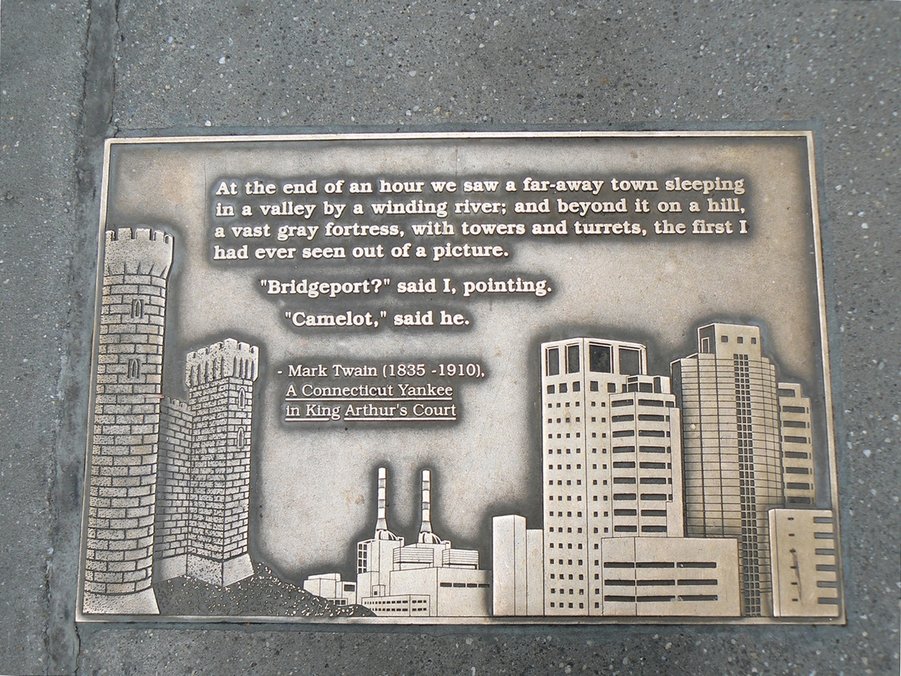 At the end of an hour we saw a far-away town sleeping
in a valley by a winding river; and beyond it on a hill,
a vast gray fortress, with towers and turrets, the first I
had ever seen out of a picture.
"Bridgeport?" said I, pointing.
"Camelot," said he.
- Mark Twain (1835 -1910),
A Connecticut Yankee
in King Arthur's Court